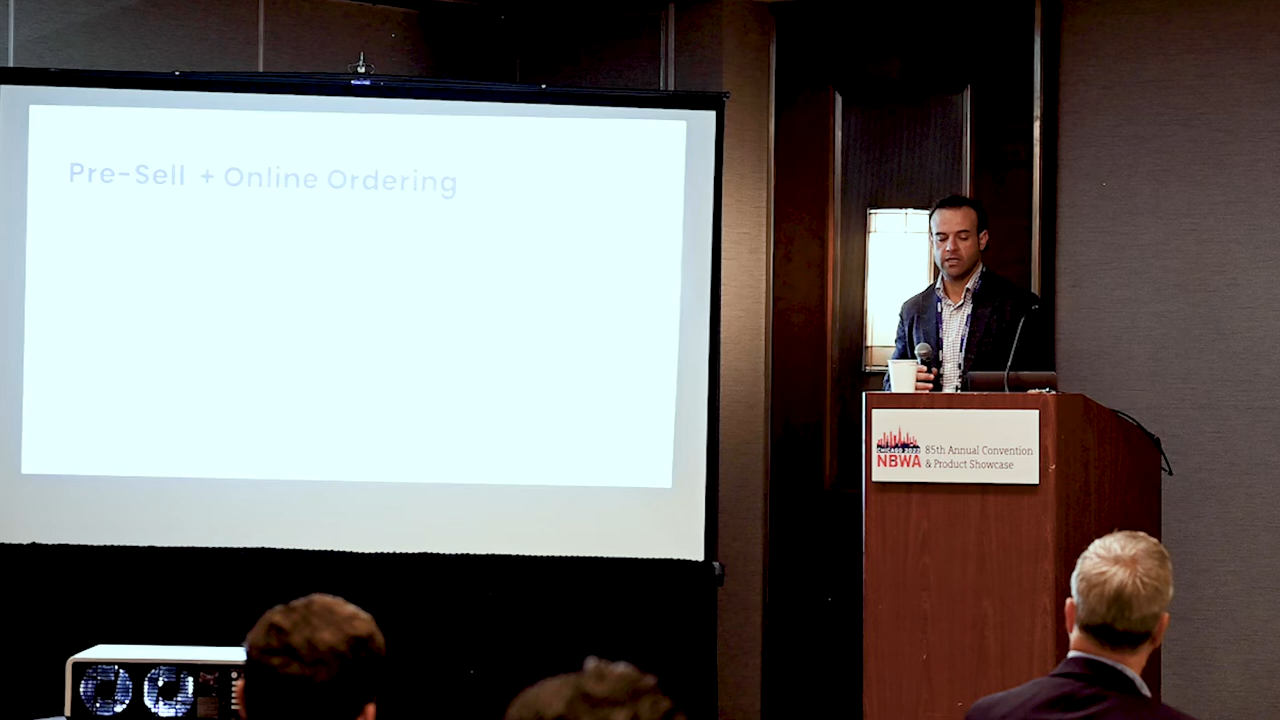 Pre-Sell + Online Ordering
CHICAGO 2022
NBWA
85th Annual Convention
& Product Showcase